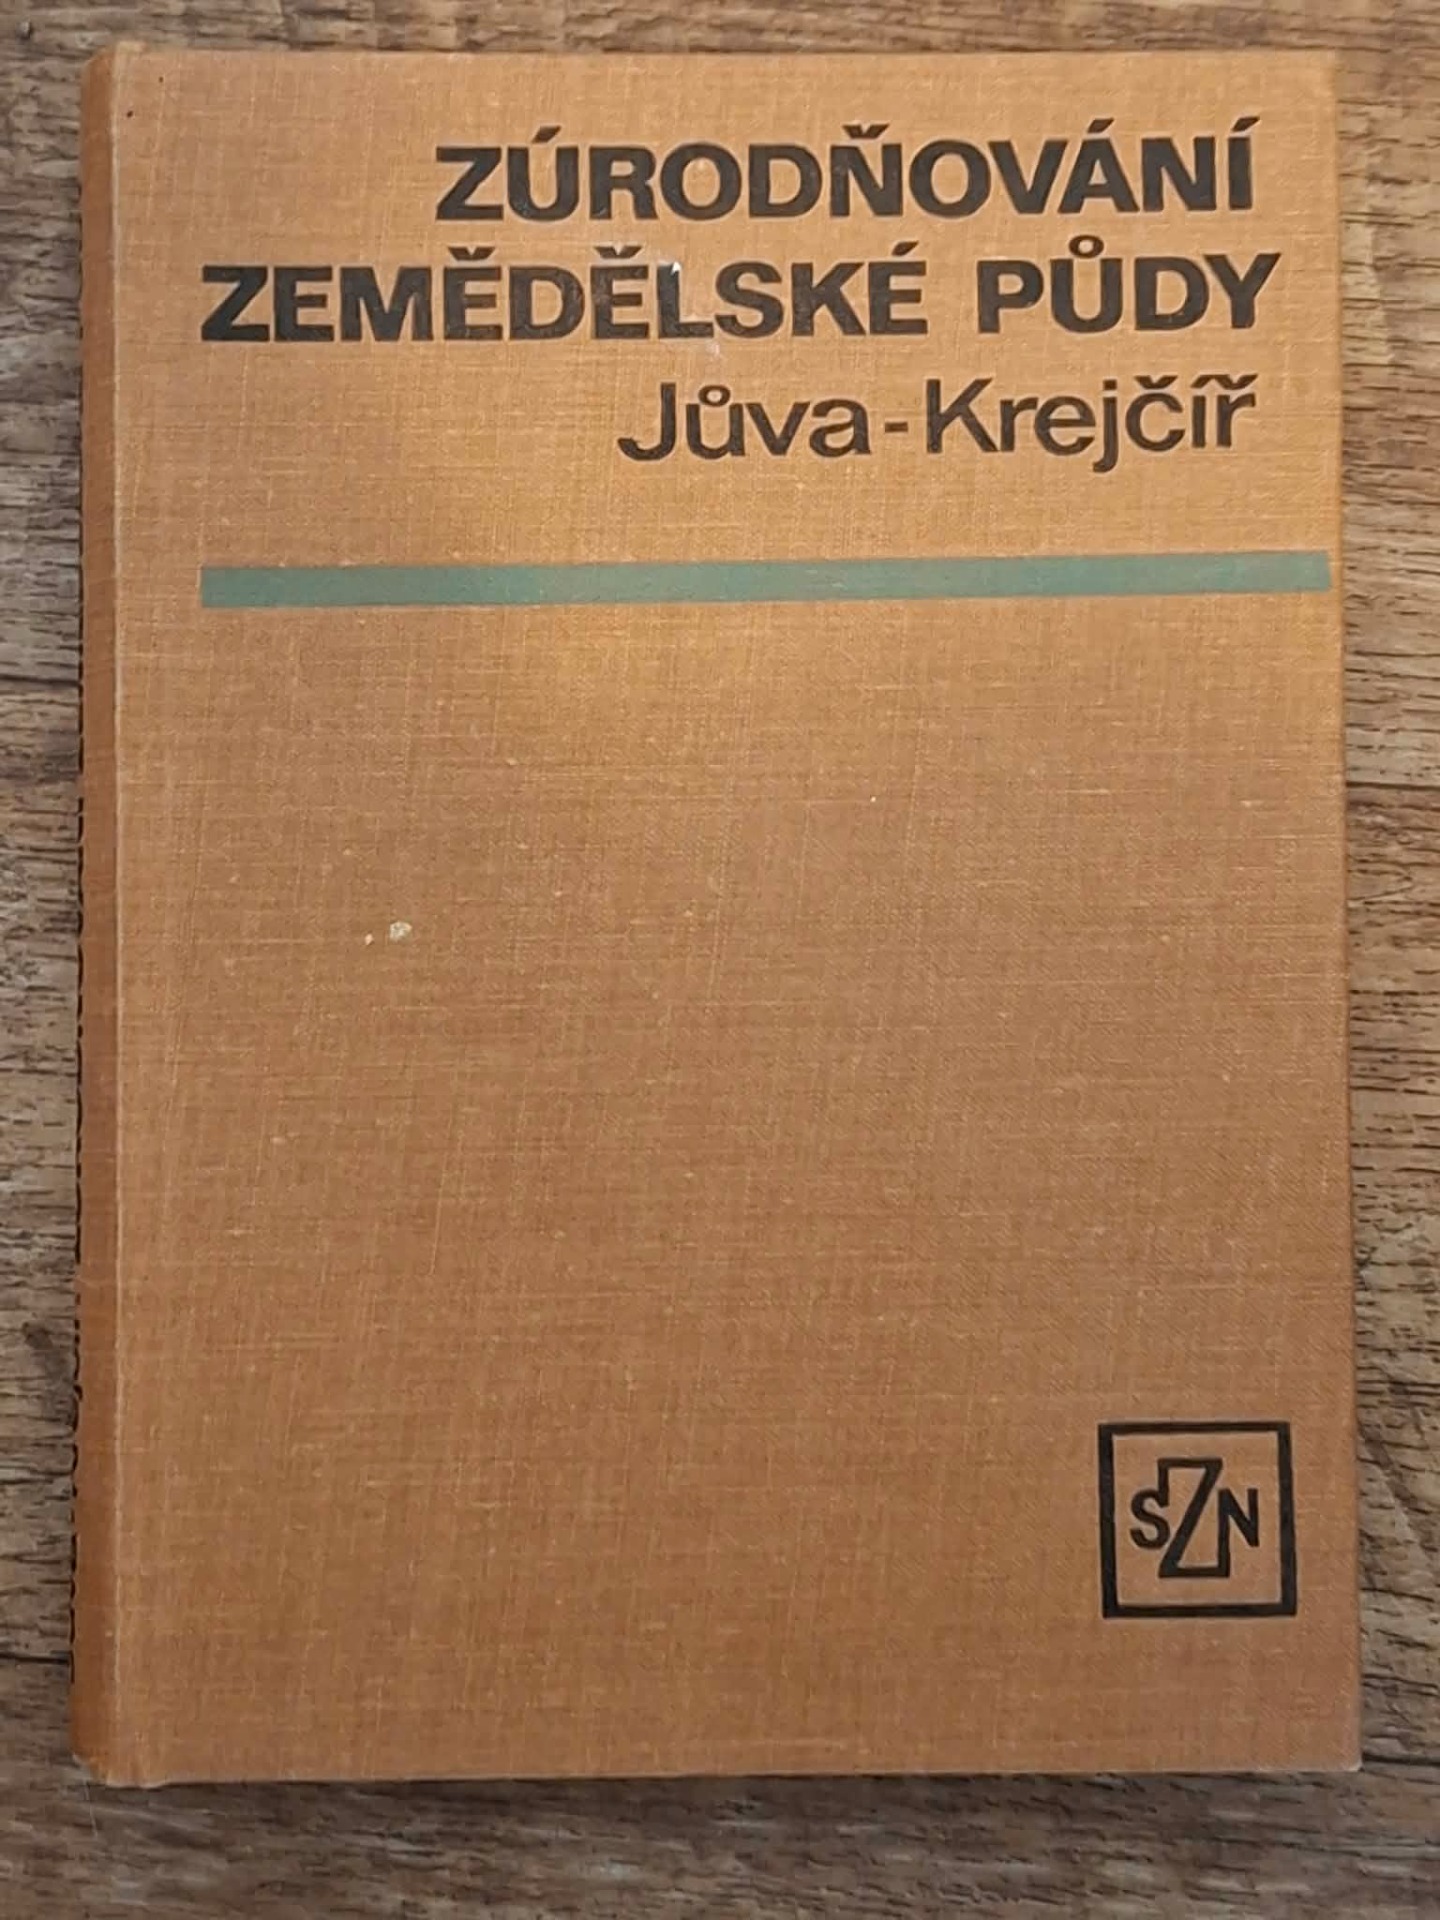 ZÚRODŇOVÁNÍ
ZEMĚDĚLSKÉ PŮDY
Jůva-Krejčíř
SZN